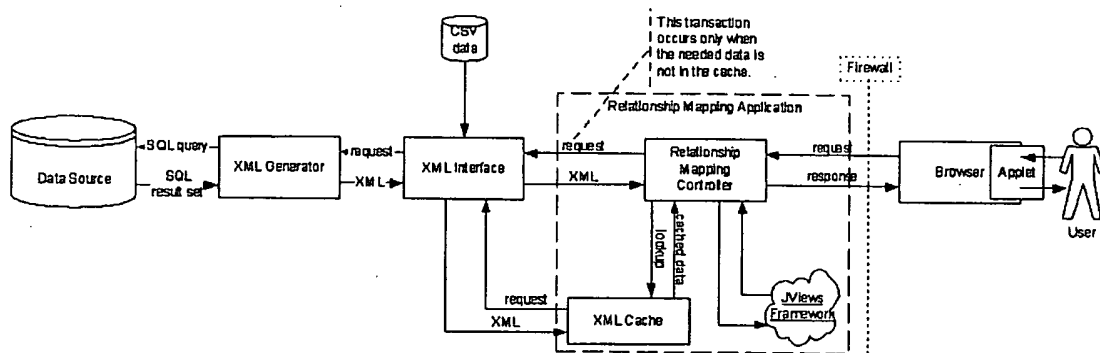 CSV
data
This transaction
occurs only when
the needed data is
not in the cache.
Firewall
Relationship Mapping Application
Data Source
SQL query
SQL
result set
XML Generator
request
XML
XML Interface
request
XML
Relationship
Mapping
Controller
request
response
Browser
Applet
User
lookup
cached data
request
XML
XML Cache
JViews
Framework